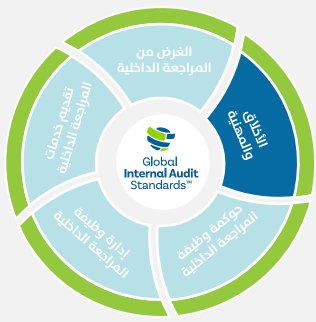 الغرض من
المراجعة الداخلية
الأخلاق
والمهنية
حوكمة وظيفة
المراجعة الداخلية
إدارة وظيفة
المراجعة الداخلية
تقديم خدمات
المراجعة الداخلية
Global
Internal Audit
Standards™